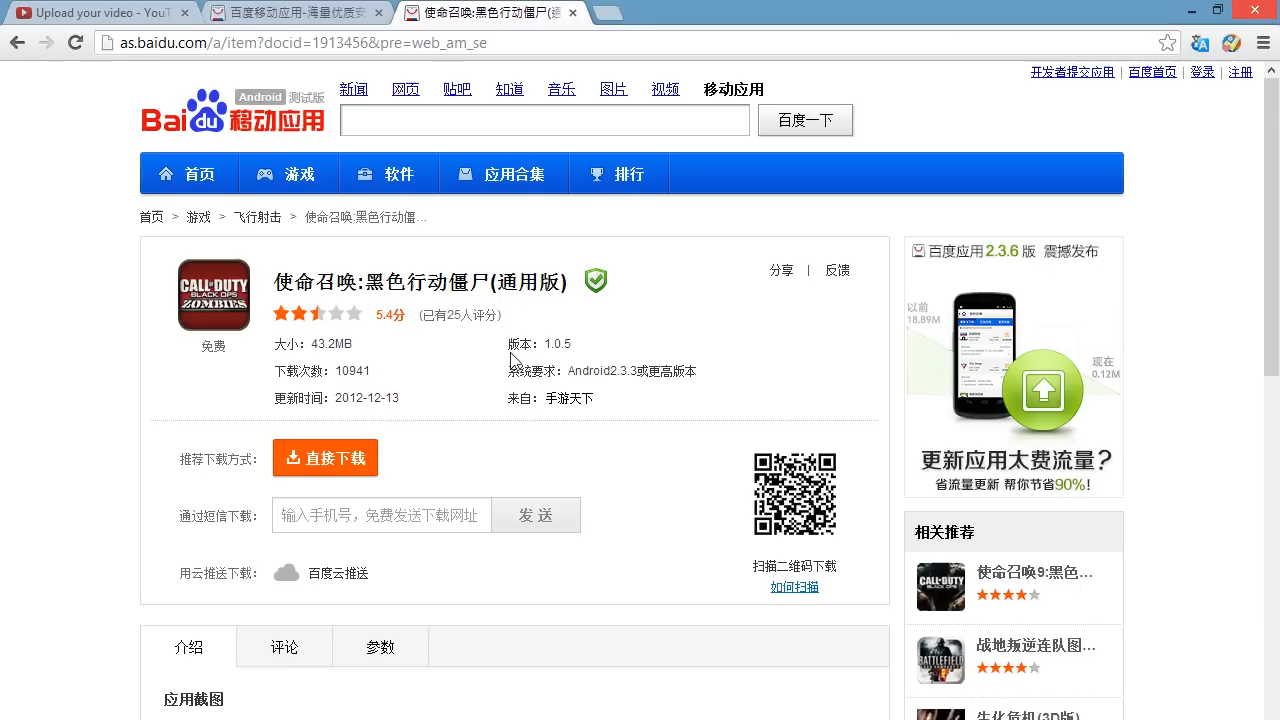 Upload your video - YouT
百度移动应用-海量优质安
使命召唤:黑色行动僵尸(通
as.baidu.com/a/item?docid=1913456&pre=web_am_se
开发者提交应用 | 百度首页 | 登录 | 注册
Baidu Android 测试版 移动应用
新闻 网页 贴吧 知道 音乐 图片 视频 移动应用
百度一下
首页 游戏 软件 应用合集 排行
首页 > 游戏 > 飞行射击 > 使命召唤:黑色行动僵...
CALL OF DUTY
BLACK OPS
ZOMBIES
免费
使命召唤:黑色行动僵尸(通用版)
分享 | 反馈
5.4分 (已有25人评分)
大小: 43.2MB
版本: 1.0.5
下载次数: 10941
系统要求: Android2.3.3或更高版本
更新时间: 2012-12-13
来自: 手游天下
推荐下载方式: 直接下载
通过短信下载: 输入手机号，免费发送下载网址 发 送
用云推送下载: 百度云推送
扫描二维码下载
如何扫描
介绍 评论 参数
应用截图
百度应用2.3.6 版 震撼发布
以前
18.89M
现在
0.12M
更新应用太费流量?
省流量更新 帮你节省90%!
相关推荐
CALL OF DUTY
BLACK OPS
使命召唤9:黑色...
BATTLEFIELD
战地叛逆连队图...
生化危机(3D版)